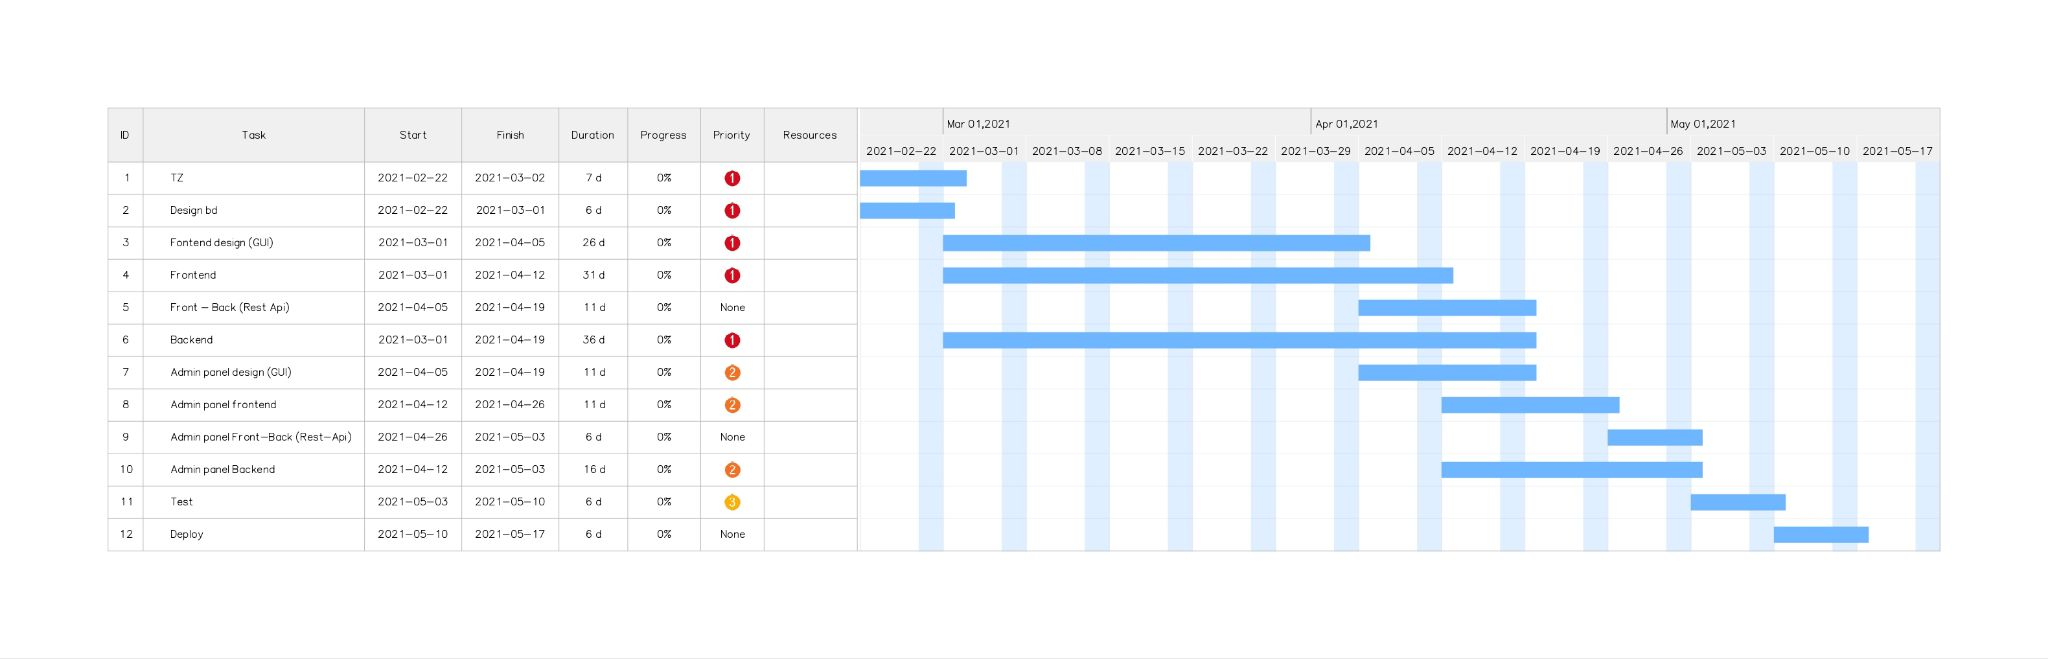 ID Task Start Finish Duration Progress Priority Resources
Mar 01,2021 Apr 01,2021 May 01,2021
2021-02-22 2021-03-01 2021-03-08 2021-03-15 2021-03-22 2021-03-29 2021-04-05 2021-04-12 2021-04-19 2021-04-26 2021-05-03 2021-05-10 2021-05-17
1 TZ 2021-02-22 2021-03-02 7 d 0% 1
2 Design bd 2021-02-22 2021-03-01 6 d 0% 1
3 Fontend design (GUI) 2021-03-01 2021-04-05 26 d 0% 1
4 Frontend 2021-03-01 2021-04-12 31 d 0% 1
5 Front - Back (Rest Api) 2021-04-05 2021-04-19 11 d 0% None
6 Backend 2021-03-01 2021-04-19 36 d 0% 1
7 Admin panel design (GUI) 2021-04-05 2021-04-19 11 d 0% 2
8 Admin panel frontend 2021-04-12 2021-04-26 11 d 0% 2
9 Admin panel Front-Back (Rest-Api) 2021-04-26 2021-05-03 6 d 0% None
10 Admin panel Backend 2021-04-12 2021-05-03 16 d 0% 2
11 Test 2021-05-03 2021-05-10 6 d 0% 3
12 Deploy 2021-05-10 2021-05-17 6 d 0% None